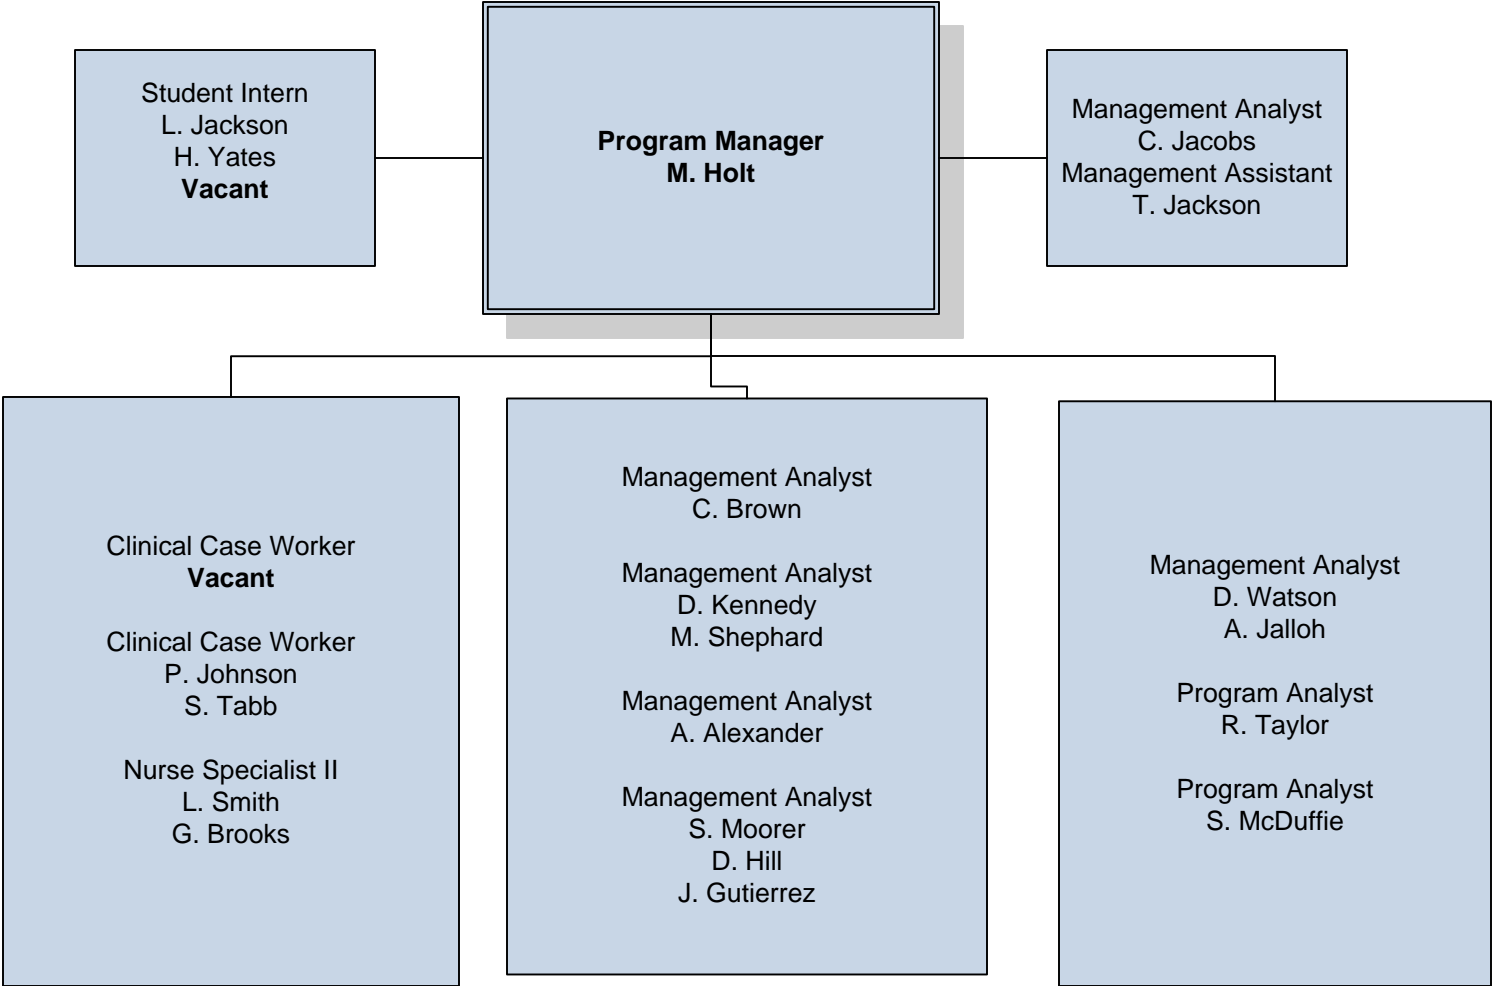 Student Intern
L. Jackson
H. Yates
Vacant
Program Manager
M. Holt
Management Analyst
C. Jacobs
Management Assistant
T. Jackson
Clinical Case Worker
Vacant
Clinical Case Worker
P. Johnson
S. Tabb
Nurse Specialist II
L. Smith
G. Brooks
Management Analyst
C. Brown
Management Analyst
D. Kennedy
M. Shephard
Management Analyst
A. Alexander
Management Analyst
S. Moorer
D. Hill
J. Gutierrez
Management Analyst
D. Watson
A. Jalloh
Program Analyst
R. Taylor
Program Analyst
S. McDuffie